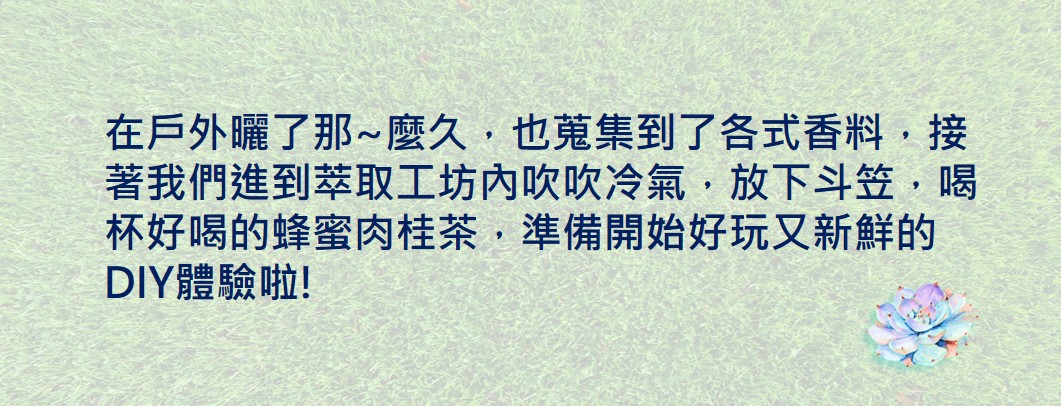 在戶外曬了那~麼久，也蒐集到了各式香料，接
著我們進到萃取工坊內吹吹冷氣，放下斗笠，喝
杯好喝的蜂蜜肉桂茶，準備開始好玩又新鮮的
DIY體驗啦!